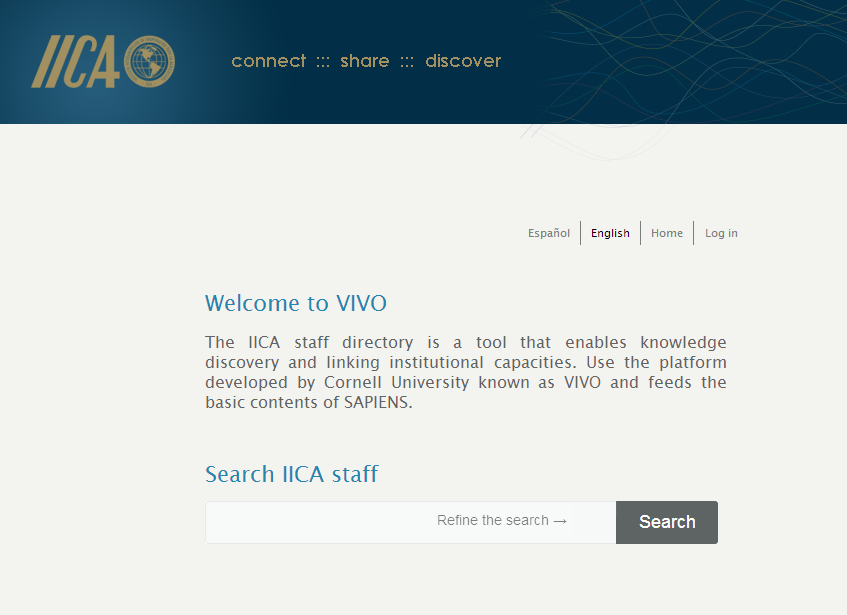 IICA
connect ::: share ::: discover
Español
English
Home
Log in
Welcome to VIVO
The IICA staff directory is a tool that enables knowledge
discovery and linking institutional capacities. Use the platform
developed by Cornell University known as VIVO and feeds the
basic contents of SAPIENS.
Search IICA staff
Refine the search →
Search